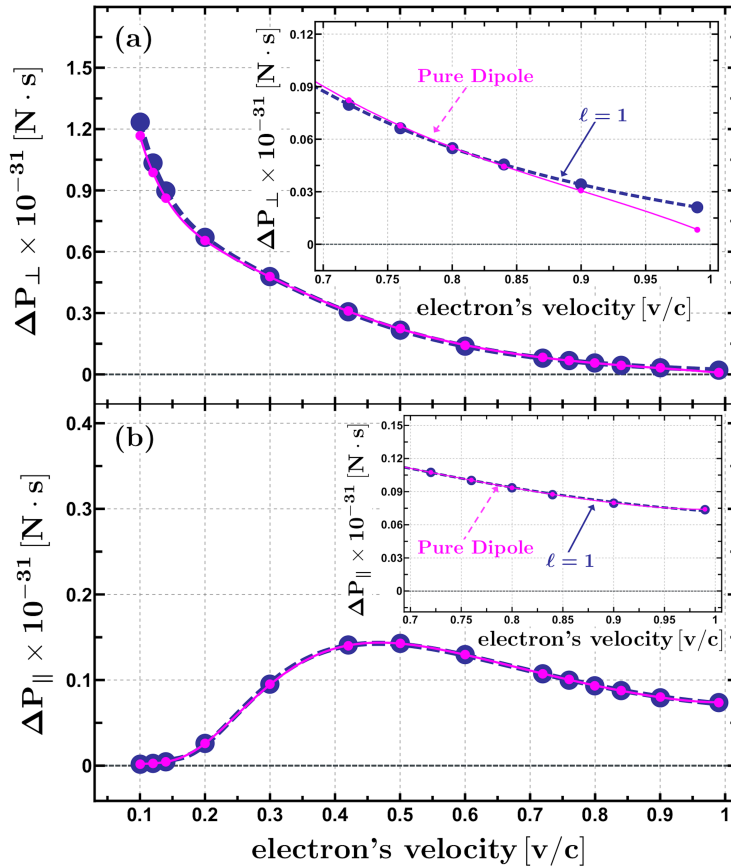 (a)
ΔP⊥ × 10⁻³¹ [N · s]
1.5
1.2
0.9
0.6
0.3
0
ΔP⊥ × 10⁻³¹ [N · s]
0.12
0.09
0.06
0.03
0
Pure Dipole
ℓ = 1
0.7 0.75 0.8 0.85 0.9 0.95 1
electron's velocity [v/c]
(b)
ΔP∥ × 10⁻³¹ [N · s]
0.4
0.3
0.2
0.1
0
ΔP∥ × 10⁻³¹ [N · s]
0.15
0.12
0.09
0.06
0.03
0
Pure Dipole
ℓ = 1
0.7 0.75 0.8 0.85 0.9 0.95 1
electron's velocity [v/c]
0.1 0.2 0.3 0.4 0.5 0.6 0.7 0.8 0.9 1
electron's velocity [v/c]